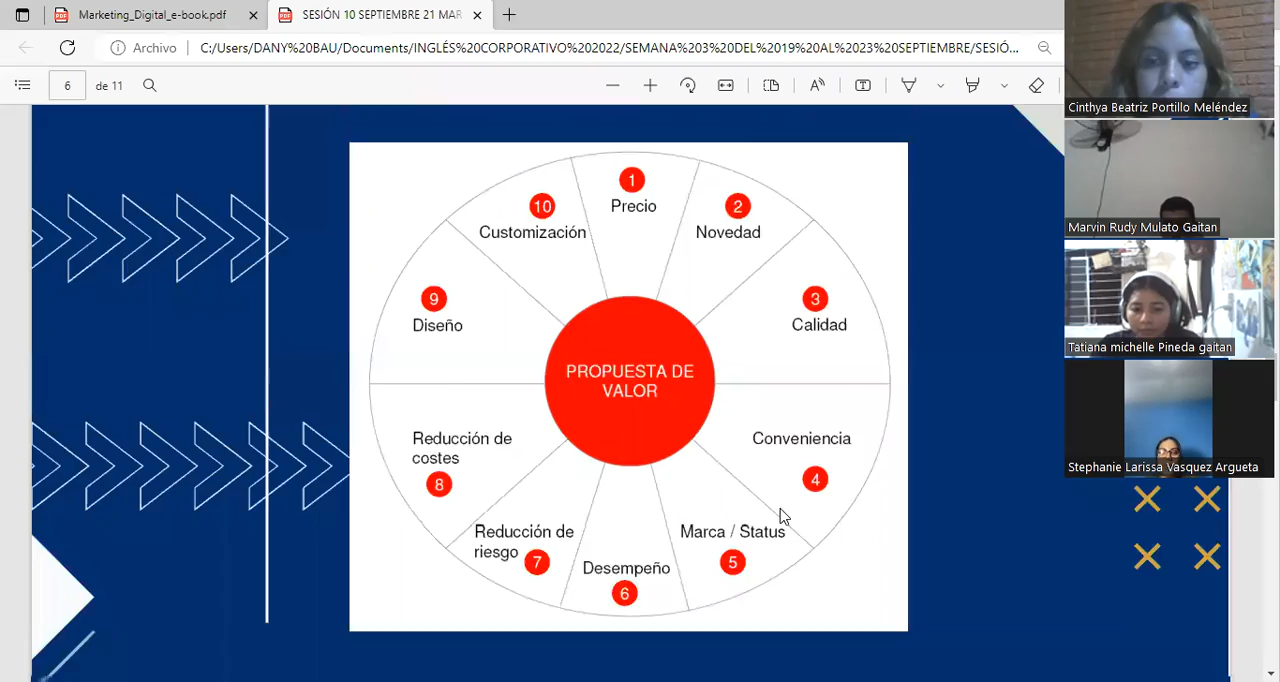 Marketing_Digital_e-book.pdf
SESIÓN 10 SEPTIEMBRE 21 MAR
Archivo
C:/Users/DANY%20BAU/Documents/INGLÉS%20CORPORATIVO%202022/SEMANA%203%20DEL%2019%20AL%2023%20SEPTIEMBRE/SESIÓ...
6
de 11
1
Precio
2
Novedad
3
Calidad
Conveniencia
4
Marca / Status
5
Desempeño
6
Reducción de
riesgo
7
Reducción de
costes
8
9
Diseño
10
Customización
PROPUESTA DE
VALOR
Cinthya Beatriz Portillo Meléndez
Marvin Rudy Mulato Gaitan
Tatiana michelle Pineda gaitan
Stephanie Larissa Vasquez Argueta